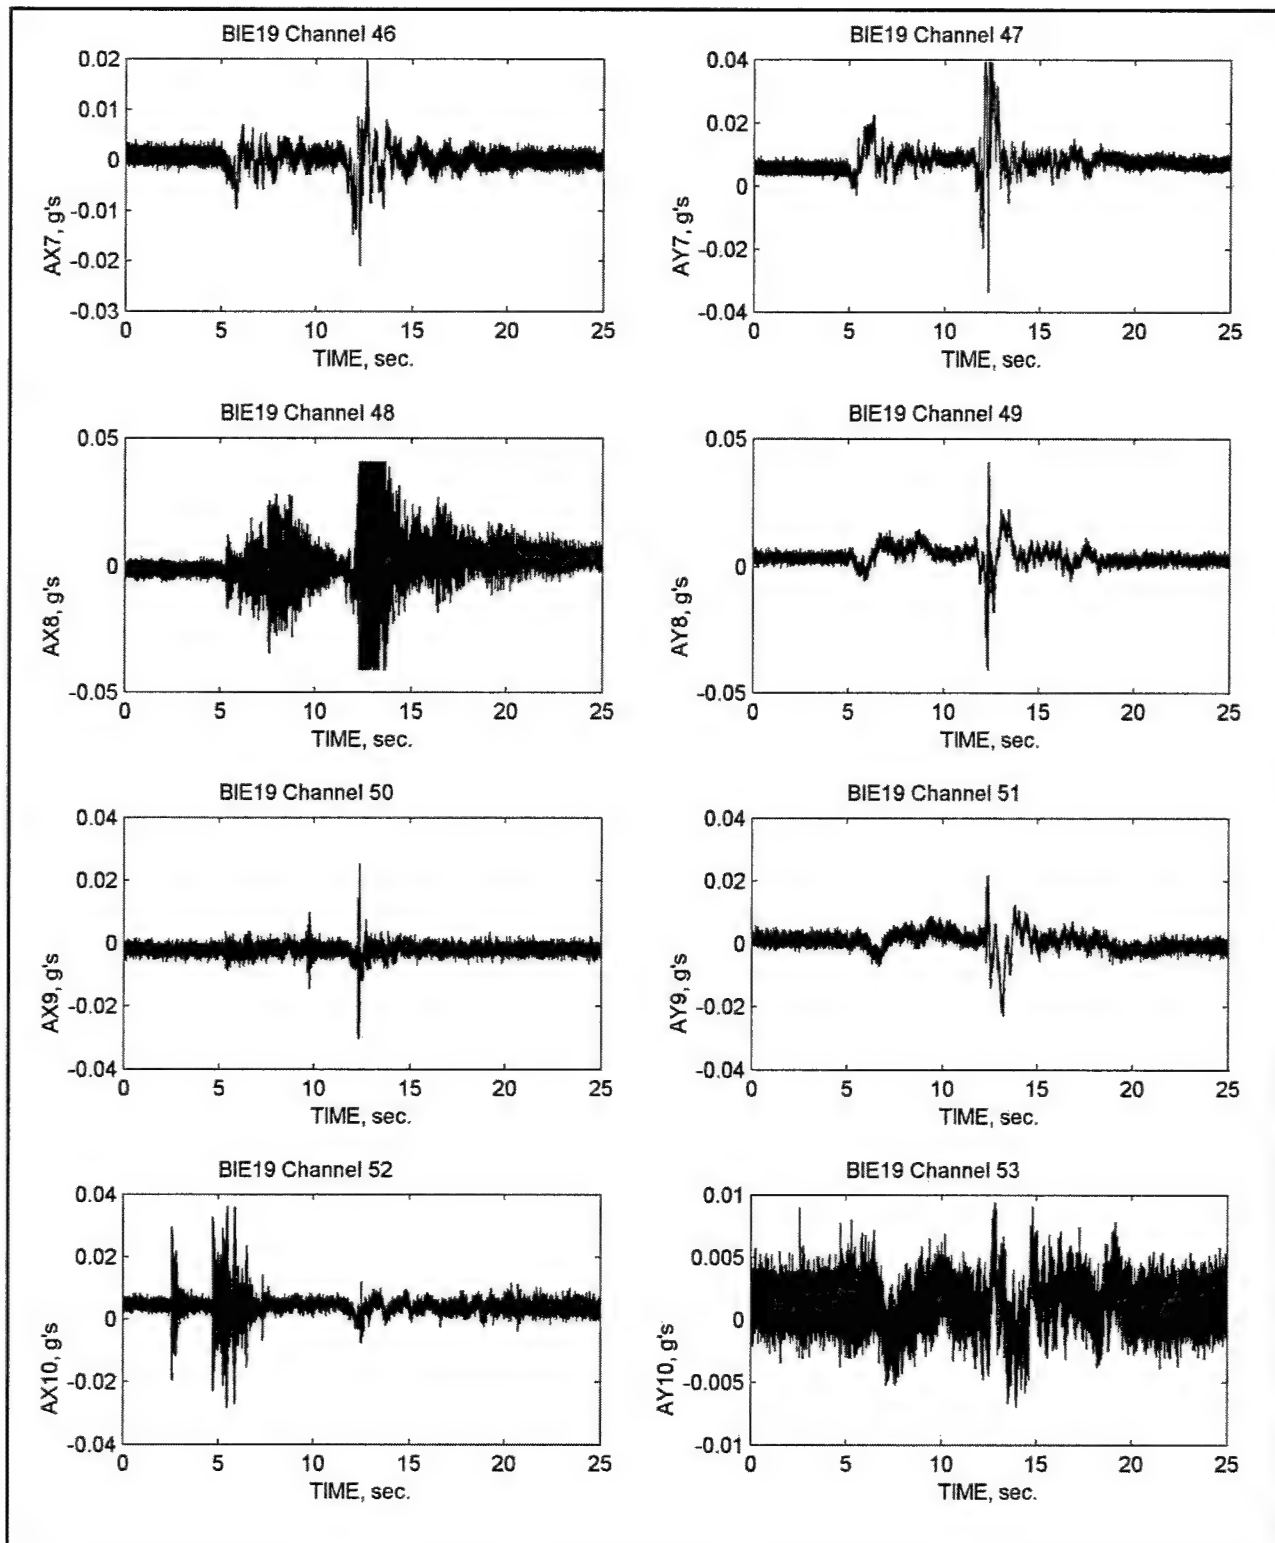 BIE19 Channel 46
0.02
0.01
0
-0.01
-0.02
-0.03
AX7, g's
0 5 10 15 20 25
TIME, sec.
BIE19 Channel 47
0.04
0.02
0
-0.02
-0.04
AY7, g's
0 5 10 15 20 25
TIME, sec.
BIE19 Channel 48
0.05
0
-0.05
AX8, g's
0 5 10 15 20 25
TIME, sec.
BIE19 Channel 49
0.05
0
-0.05
AY8, g's
0 5 10 15 20 25
TIME, sec.
BIE19 Channel 50
0.04
0.02
0
-0.02
-0.04
AX9, g's
0 5 10 15 20 25
TIME, sec.
BIE19 Channel 51
0.04
0.02
0
-0.02
-0.04
AY9, g's
0 5 10 15 20 25
TIME, sec.
BIE19 Channel 52
0.04
0.02
0
-0.02
-0.04
AX10, g's
0 5 10 15 20 25
TIME, sec.
BIE19 Channel 53
0.01
0.005
0
-0.005
-0.01
AY10, g's
0 5 10 15 20 25
TIME, sec.